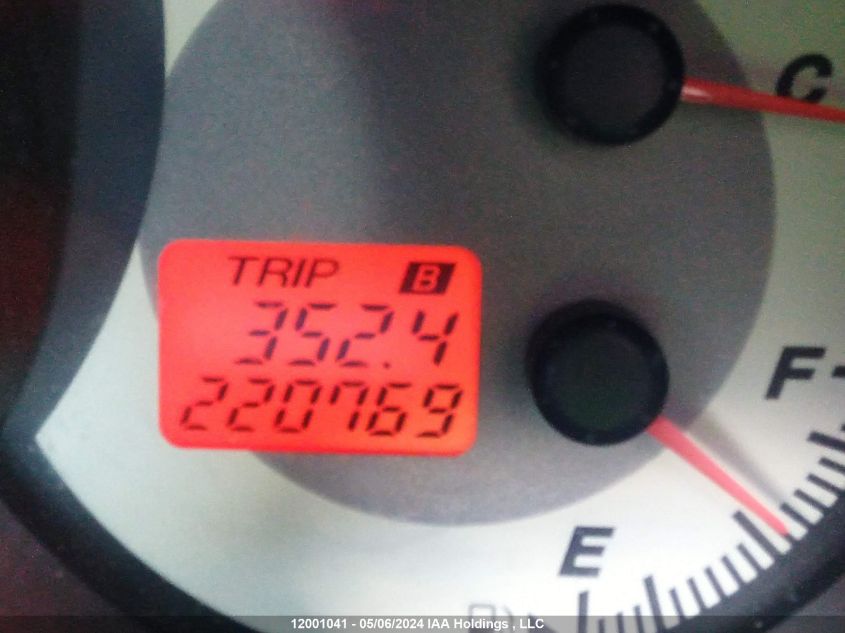 C
TRIP B
352.4
220769
F
E
12001041 - 05/06/2024 IAA Holdings , LLC